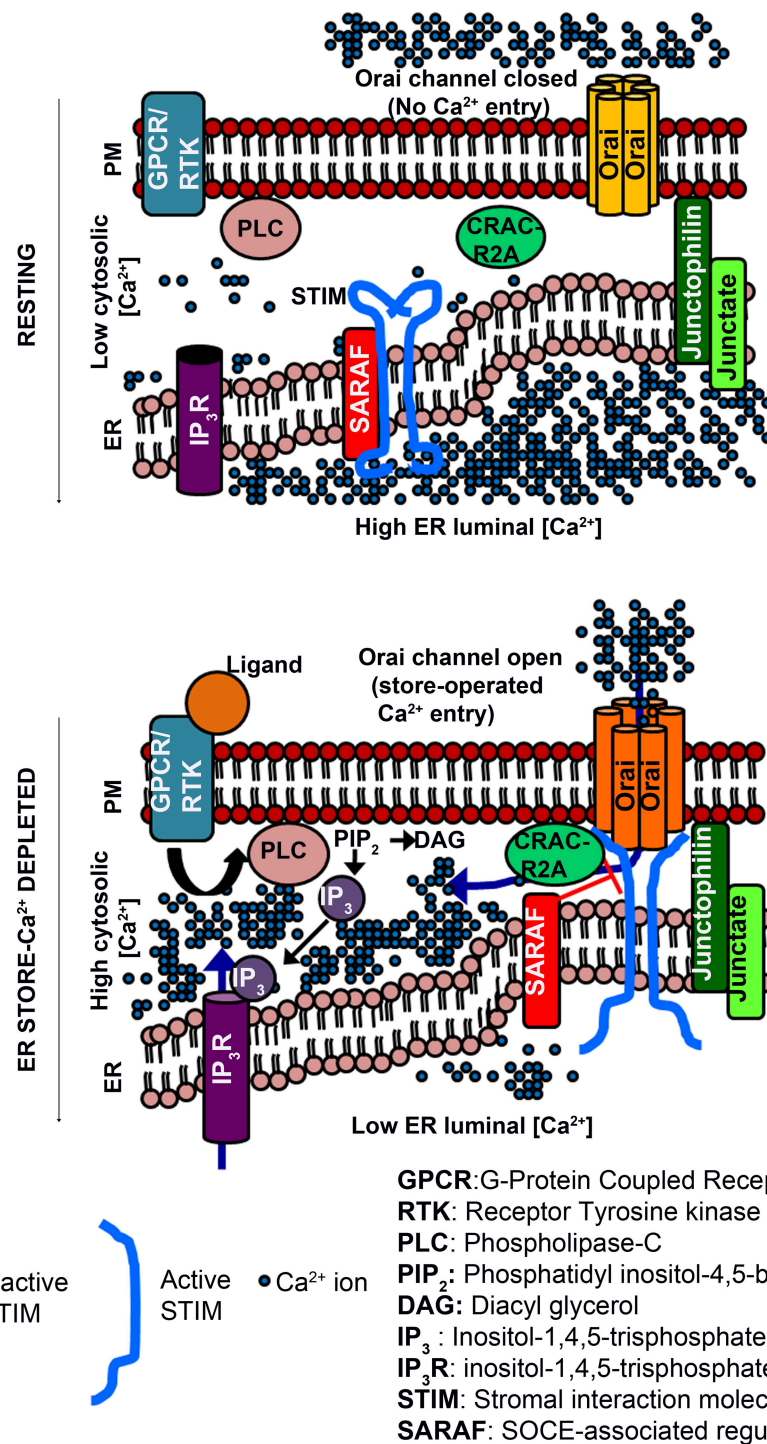 Orai channel closed
(No Ca²⁺ entry)
GPCR/
RTK
Orai
Orai
PM
PLC
CRAC-
R2A
Junctophilin
Junctate
RESTING
Low cytosolic
[Ca²⁺]
STIM
SARAF
IP₃R
ER
High ER luminal [Ca²⁺]
Ligand
Orai channel open
(store-operated
Ca²⁺ entry)
GPCR/
RTK
Orai
Orai
PM
PLC
PIP₂
DAG
CRAC-
R2A
IP₃
Junctophilin
Junctate
ER STORE-Ca²⁺ DEPLETED
High cytosolic
[Ca²⁺]
SARAF
IP₃
IP₃R
ER
Low ER luminal [Ca²⁺]
active
TIM
Active
STIM
Ca²⁺ ion
GPCR:G-Protein Coupled Recep
RTK: Receptor Tyrosine kinase
PLC: Phospholipase-C
PIP₂: Phosphatidyl inositol-4,5-b
DAG: Diacyl glycerol
IP₃ : Inositol-1,4,5-trisphosphate
IP₃R: inositol-1,4,5-trisphosphate
STIM: Stromal interaction molec
SARAF: SOCE-associated regu